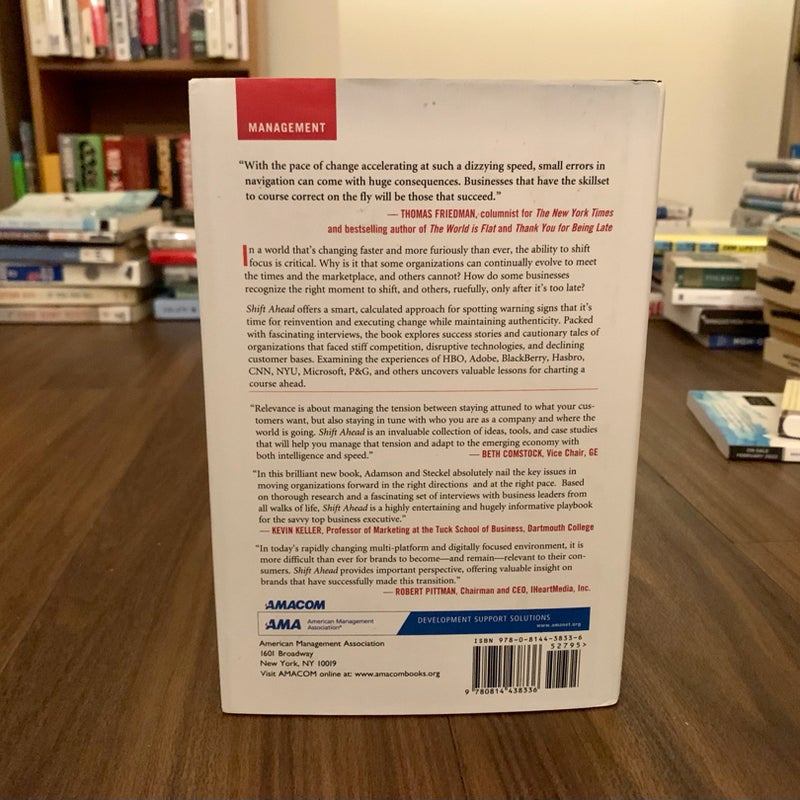 MANAGEMENT
“With the pace of change accelerating at such a dizzying speed, small errors in
navigation can come with huge consequences. Businesses that have the skillset
to course correct on the fly will be those that succeed.”
— THOMAS FRIEDMAN, columnist for The New York Times
and bestselling author of The World is Flat and Thank You for Being Late
In a world that’s changing faster and more furiously than ever, the ability to shift
focus is critical. Why is it that some organizations can continually evolve to meet
the times and the marketplace, and others cannot? How do some businesses
recognize the right moment to shift, and others, ruefully, only after it’s too late?
Shift Ahead offers a smart, calculated approach for spotting warning signs that it’s
time for reinvention and executing change while maintaining authenticity. Packed
with fascinating interviews, the book explores success stories and cautionary tales of
organizations that faced stiff competition, disruptive technologies, and declining
customer bases. Examining the experiences of HBO, Adobe, BlackBerry, Hasbro,
CNN, NYU, Microsoft, P&G, and others uncovers valuable lessons for charting a
course ahead.
“Relevance is about managing the tension between staying attuned to what your cus-
tomers want, but also staying in tune with who you are as a company and where the
world is going. Shift Ahead is an invaluable collection of ideas, tools, and case studies
that will help you manage that tension and adapt to the emerging economy with
both intelligence and speed.” — BETH COMSTOCK, Vice Chair, GE
“In this brilliant new book, Adamson and Steckel absolutely nail the key issues in
moving organizations forward in the right directions and at the right pace. Based
on thorough research and a fascinating set of interviews with business leaders from
all walks of life, Shift Ahead is a highly entertaining and hugely informative playbook
for the savvy top business executive.”
— KEVIN KELLER, Professor of Marketing at the Tuck School of Business, Dartmouth College
“In today’s rapidly changing multi-platform and digitally focused environment, it is
more difficult than ever for brands to become—and remain—relevant to their con-
sumers. Shift Ahead provides important perspective, offering valuable insight on
brands that have successfully made this transition.”
— ROBERT PITTMAN, Chairman and CEO, IHeartMedia, Inc.
AMACOM
AMA American Management Association®
DEVELOPMENT SUPPORT SOLUTIONS
www.amanet.org
American Management Association
1601 Broadway
New York, NY 10019
Visit AMACOM online at: www.amacombooks.org
ISBN 978-0-8144-3833-6
52795>
9 780814 438336
ON SALE
FEBRUARY 2022